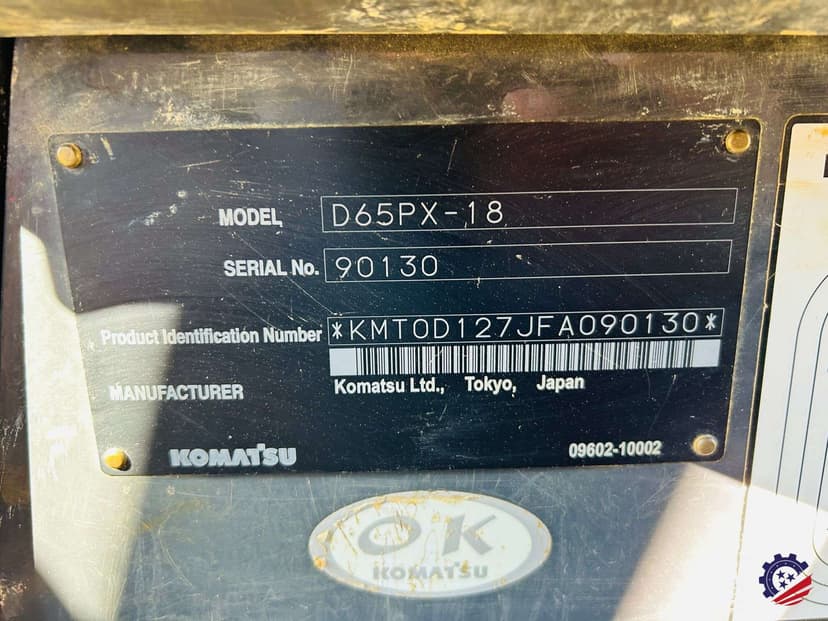 MODEL D65PX-18
SERIAL No. 90130
Product Identification Number *KMT0D127JFA090130*
MANUFACTURER Komatsu Ltd., Tokyo, Japan
KOMATSU 09602-10002
OK
KOMATSU